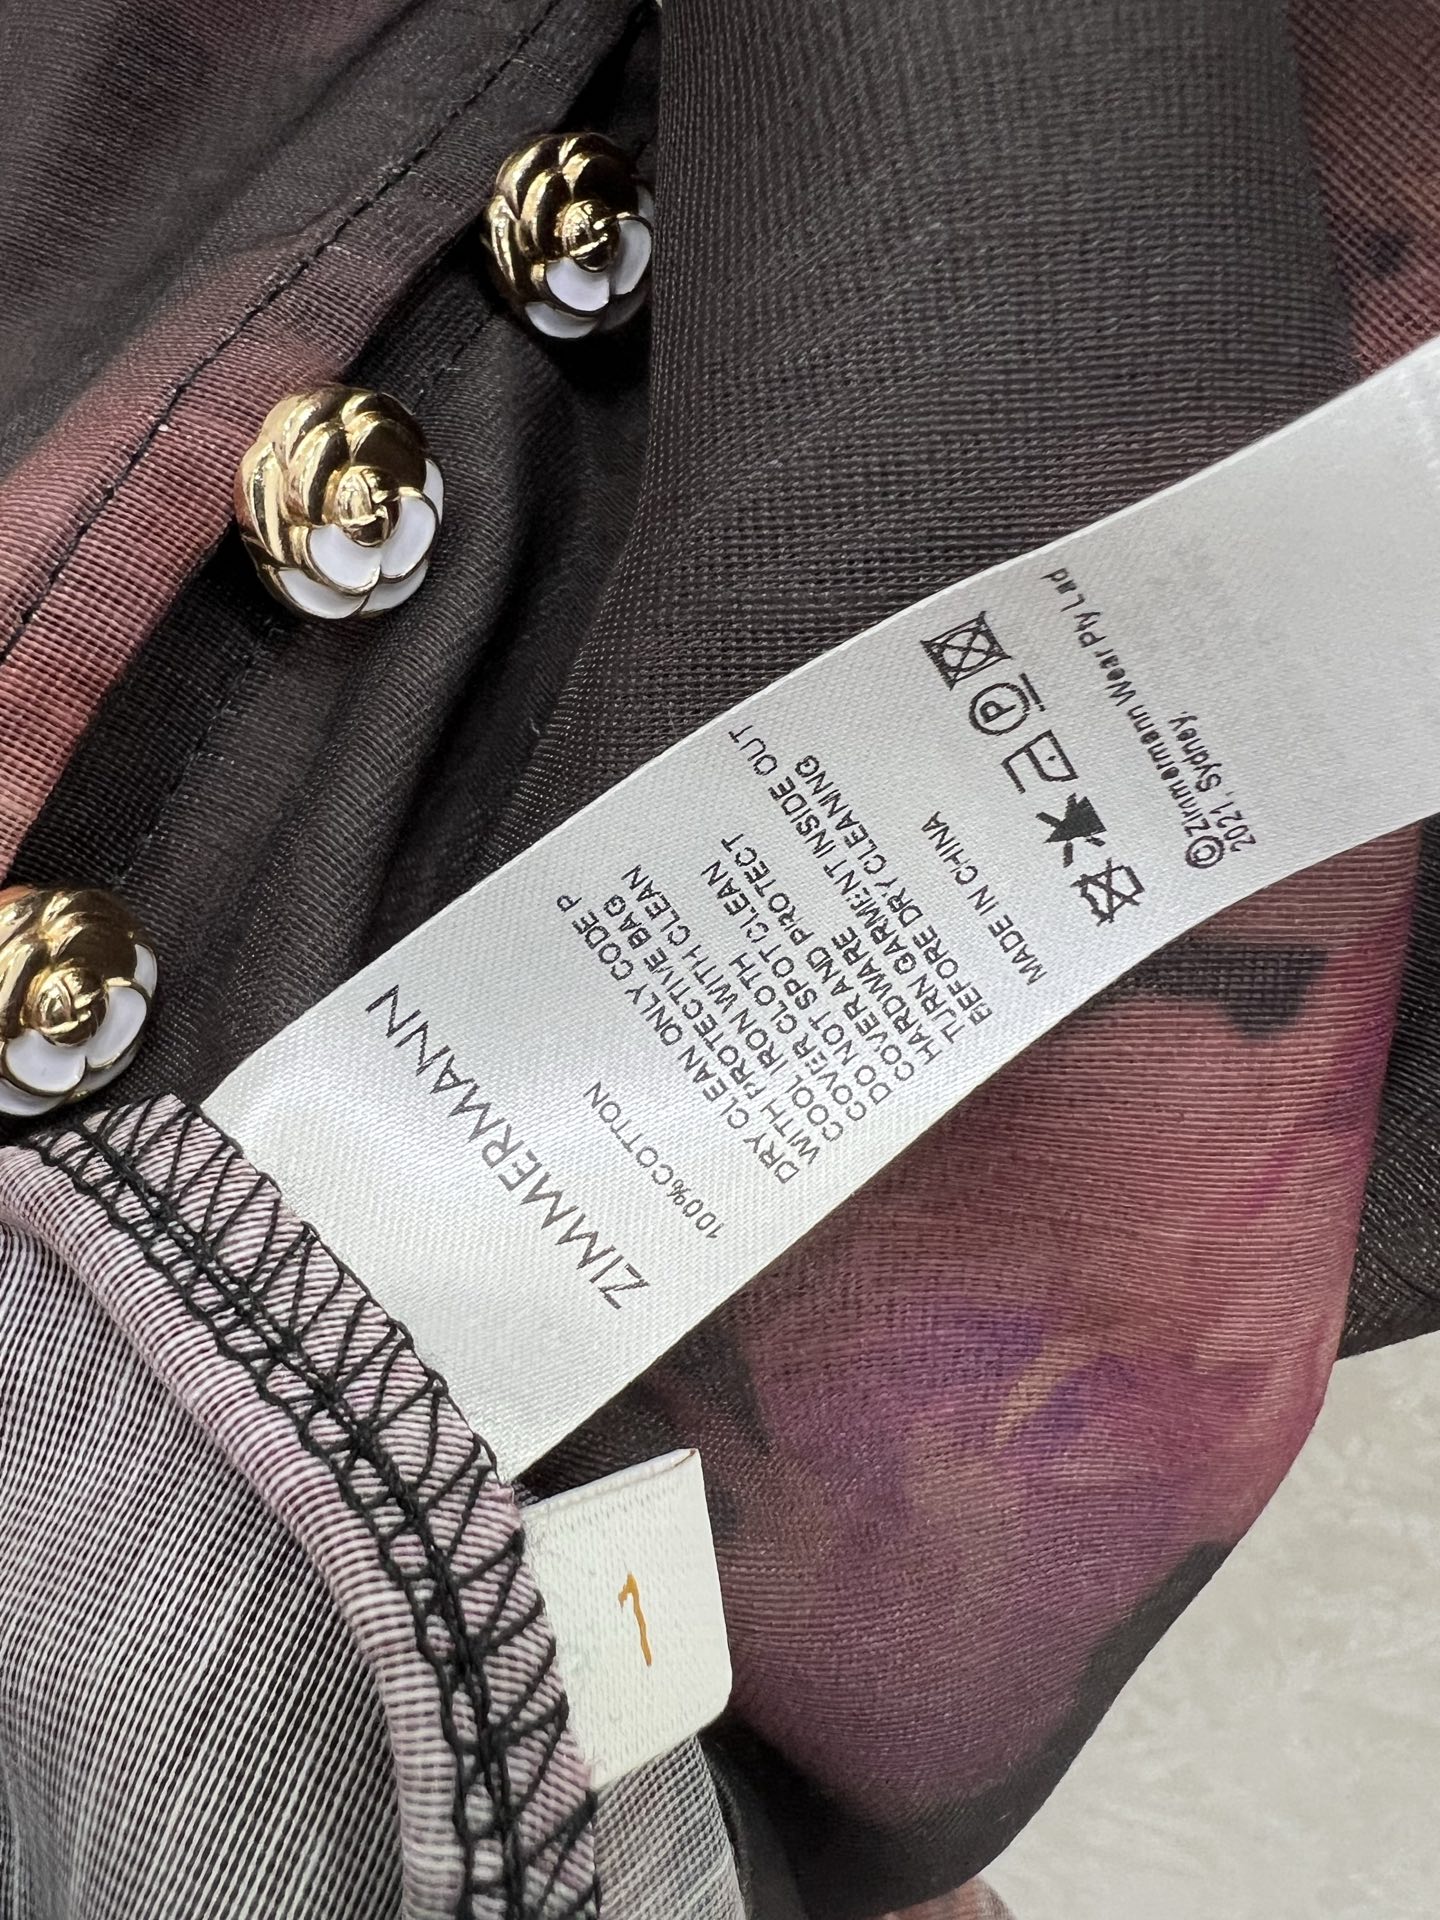 ZIMMERMANN
100%COTTON
DRY CLEAN ONLY CODE P
WITH PROTECTIVE BAG
COOL IRON WITH CLEAN
COVER CLOTH CLEAN
DO NOT SPOT CLEAN
COVER AND PROTECT
HARDWARE
TURN GARMENT INSIDE OUT
BEFORE DRY CLEANING
MADE IN CHINA
P
©Zimmermann Wear Pty Lad
2021, Sydney,
1